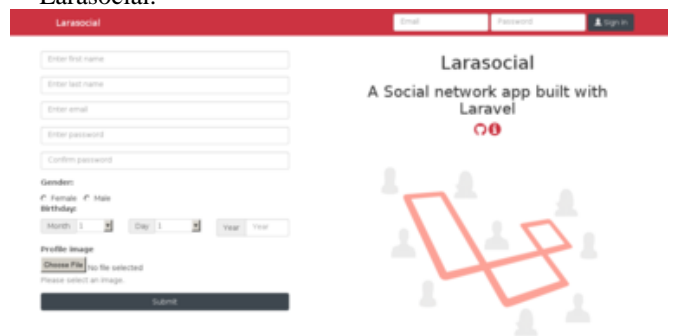 Larasocial.
Larasocial Email Password Sign In
Enter first name
Enter last name
Enter email
Enter password
Confirm password
Gender:
Female Male
Birthday:
Month 1 Day 1 Year Year
Profile Image
Choose File No file selected
Please select an image.
Submit
Larasocial
A Social network app built with
Laravel